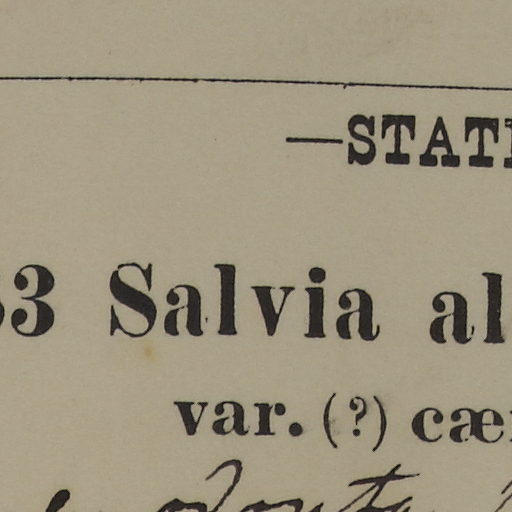 —STAT
3 Salvia al
var. (?) cæ